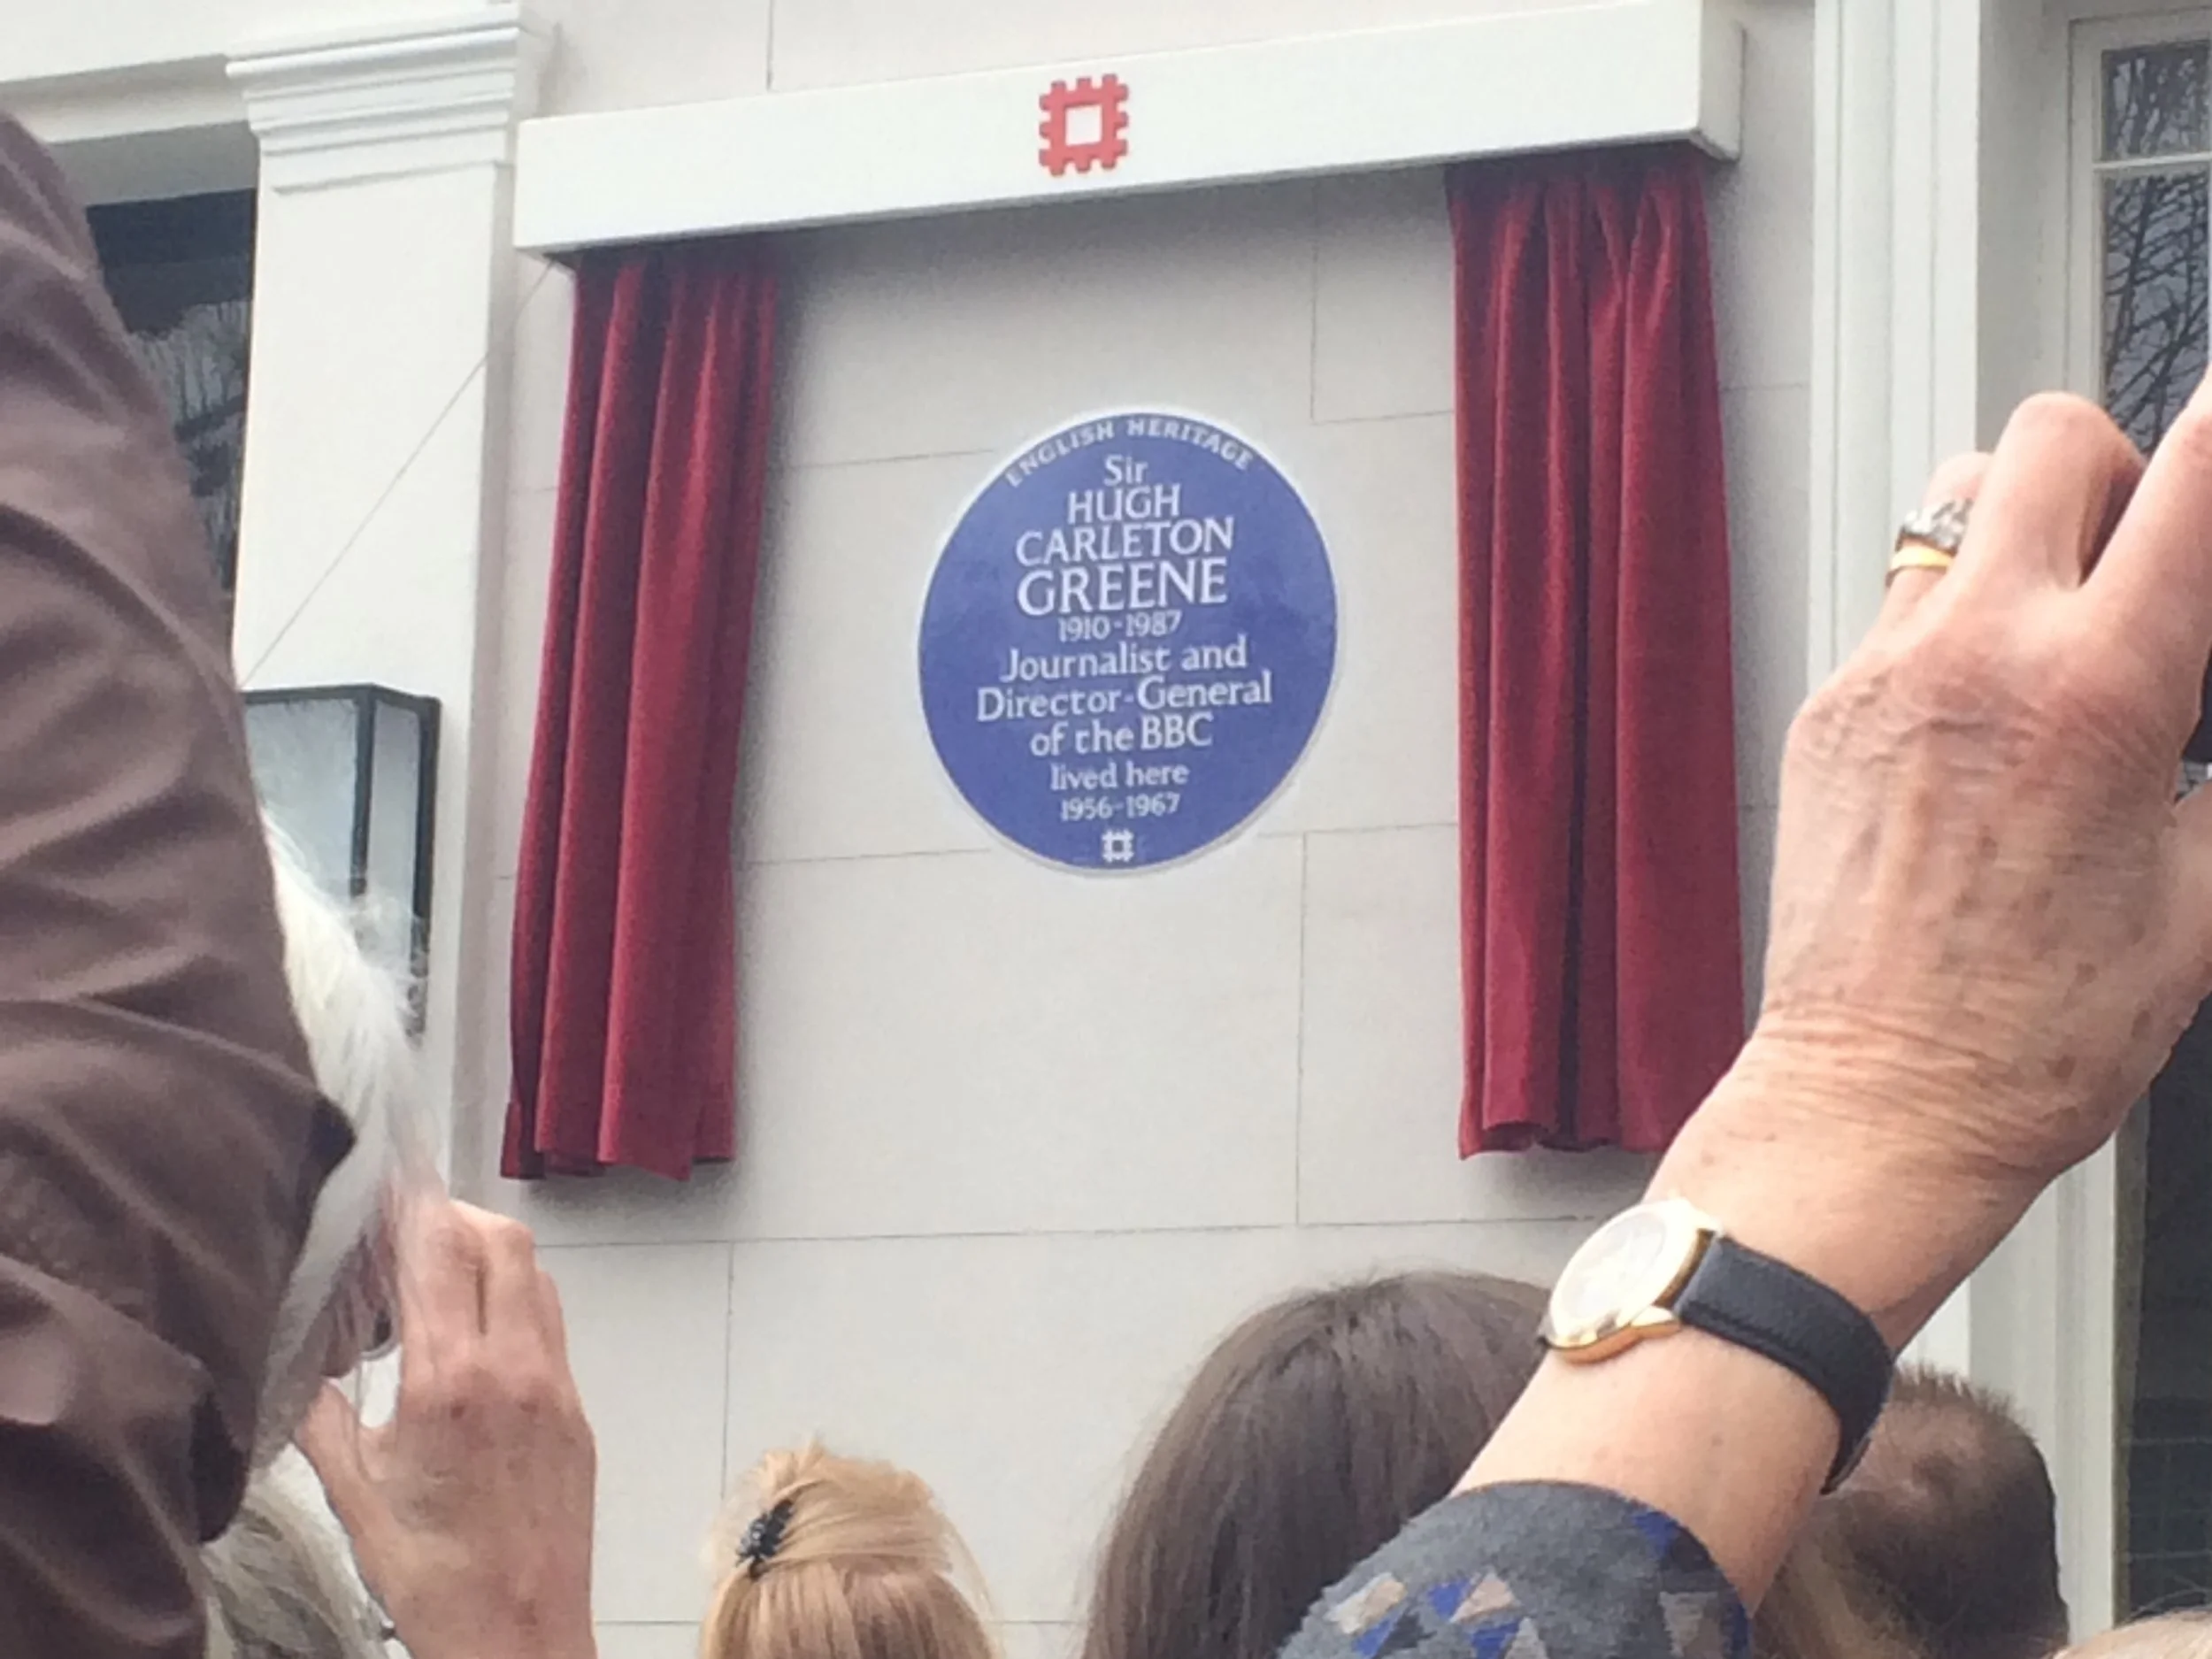 ENGLISH HERITAGE
Sir
HUGH
CARLETON
GREENE
1910-1987
Journalist and
Director-General
of the BBC
lived here
1956-1967